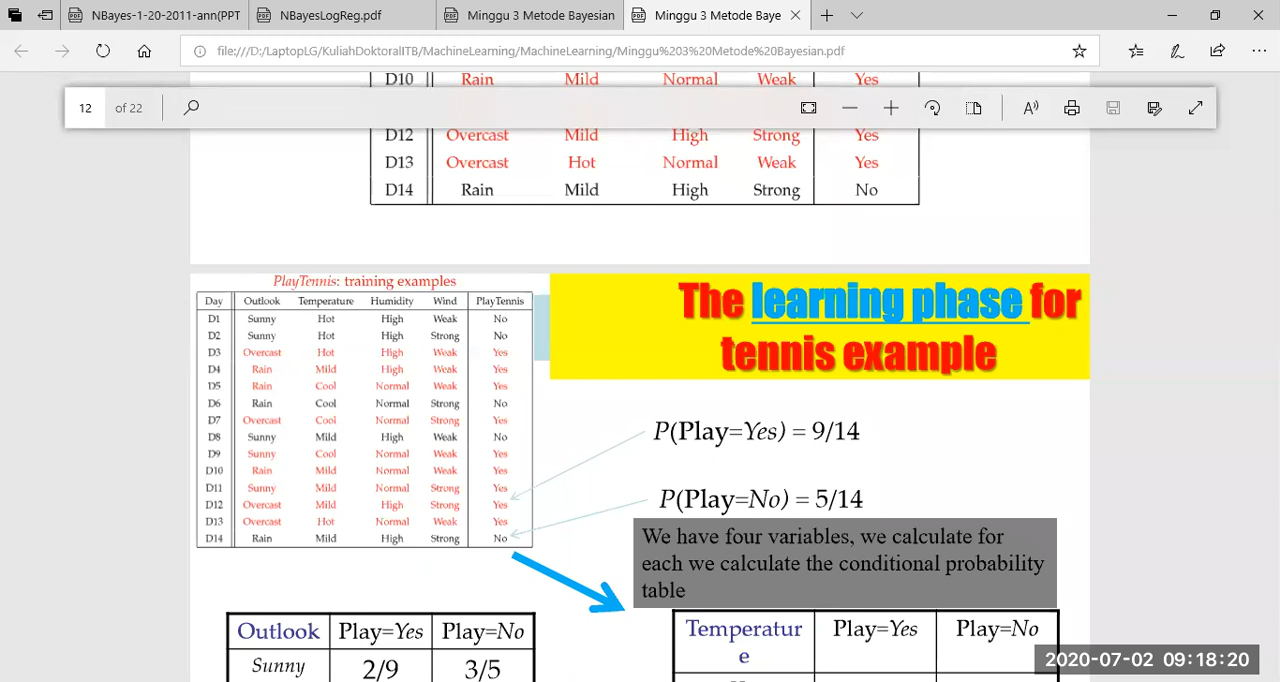 NBayes-1-20-2011-ann(PPT
NBayesLogReg.pdf
Minggu 3 Metode Bayesian
Minggu 3 Metode Baye
file:///D:/LaptopLG/KuliahDoktoralITB/MachineLearning/MachineLearning/Minggu%203%20Metode%20Bayesian.pdf
D10 Rain Mild Normal Weak Yes
12 of 22
D12 Overcast Mild High Strong Yes
D13 Overcast Hot Normal Weak Yes
D14 Rain Mild High Strong No
PlayTennis: training examples
Day Outlook Temperature Humidity Wind PlayTennis
D1 Sunny Hot High Weak No
D2 Sunny Hot High Strong No
D3 Overcast Hot High Weak Yes
D4 Rain Mild High Weak Yes
D5 Rain Cool Normal Weak Yes
D6 Rain Cool Normal Strong No
D7 Overcast Cool Normal Strong Yes
D8 Sunny Mild High Weak No
D9 Sunny Cool Normal Weak Yes
D10 Rain Mild Normal Weak Yes
D11 Sunny Mild Normal Strong Yes
D12 Overcast Mild High Strong Yes
D13 Overcast Hot Normal Weak Yes
D14 Rain Mild High Strong No
The learning phase for
tennis example
P(Play=Yes) = 9/14
P(Play=No) = 5/14
We have four variables, we calculate for
each we calculate the conditional probability
table
Outlook Play=Yes Play=No
Sunny 2/9 3/5
Temperatur
e
Play=Yes Play=No
2020-07-02 09:18:20